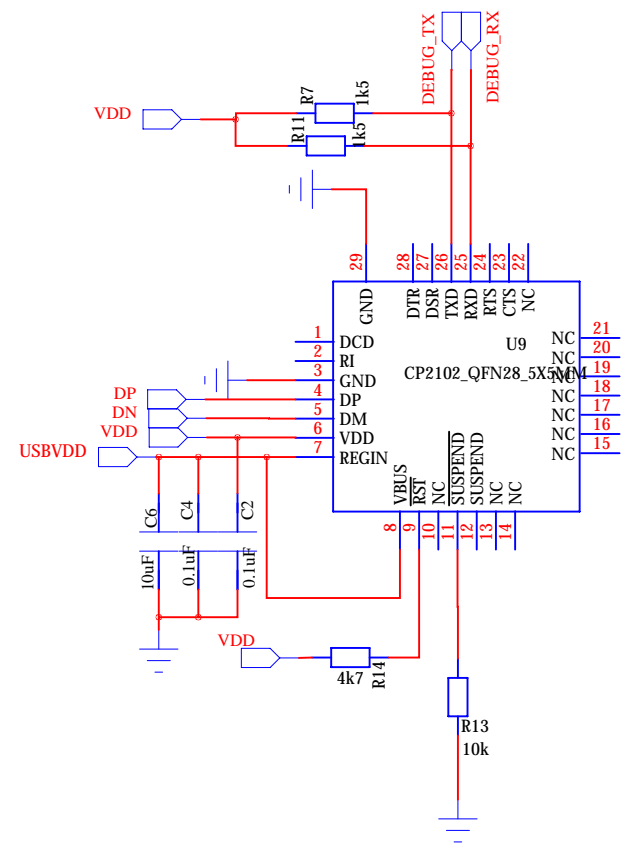 DEBUG_TX
DEBUG_RX
R7
1k5
VDD
R11
1k5
29
28
27
26
25
24
23
22
GND
DTR
DSR
TXD
RXD
RTS
CTS
NC
U9
CP2102_QFN28_5X5MM
1
DCD
2
RI
3
GND
DP
4
DP
DN
5
DM
VDD
6
VDD
USBVDD
7
REGIN
NC
21
NC
20
NC
19
NC
18
NC
17
NC
16
NC
15
VBUS
RST
NC
SUSPEND
SUSPEND
NC
NC
8
9
10
11
12
13
14
C6
C4
C2
10uF
0.1uF
0.1uF
VDD
4k7
R14
R13
10k